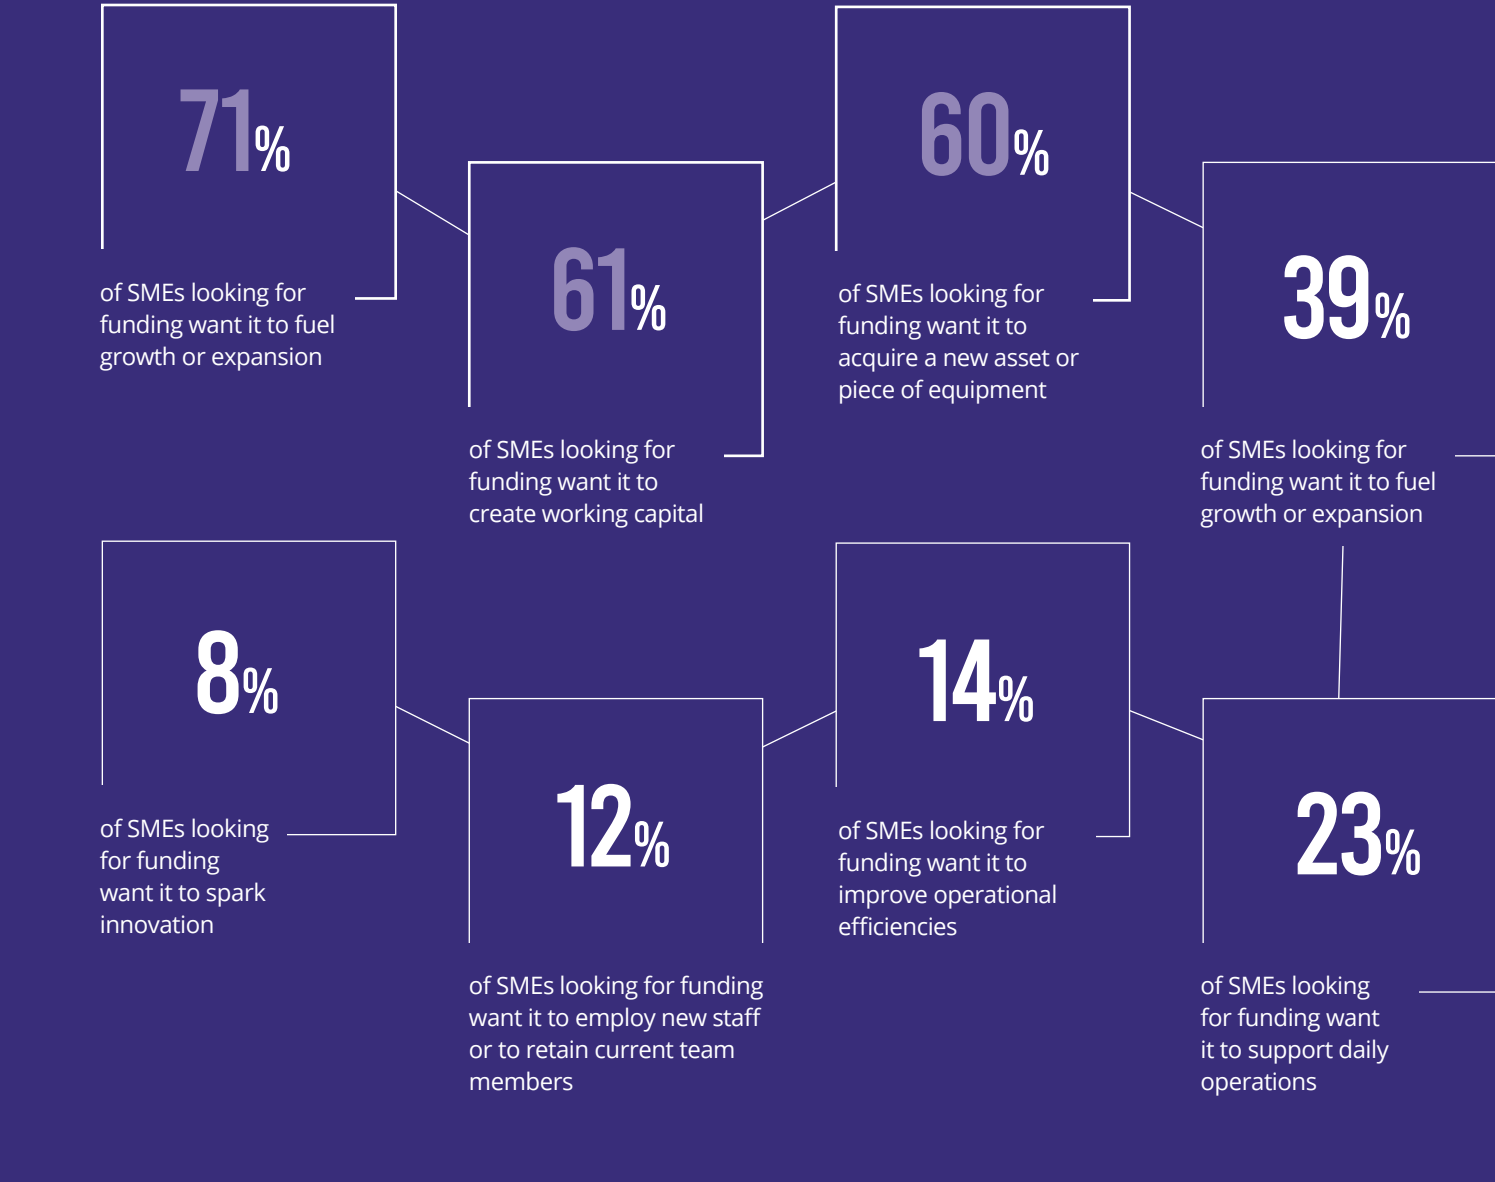 71%
of SMEs looking for
funding want it to fuel
growth or expansion
61%
of SMEs looking for
funding want it to
create working capital
60%
of SMEs looking for
funding want it to
acquire a new asset or
piece of equipment
39%
of SMEs looking for
funding want it to fuel
growth or expansion
8%
of SMEs looking
for funding
want it to spark
innovation
12%
of SMEs looking for funding
want it to employ new staff
or to retain current team
members
14%
of SMEs looking for
funding want it to
improve operational
efficiencies
23%
of SMEs looking
for funding want
it to support daily
operations